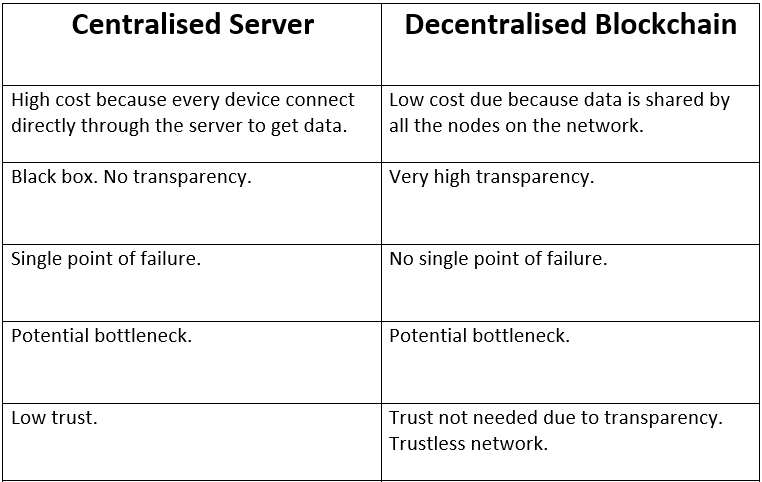 Centralised Server
Decentralised Blockchain
High cost because every device connect
directly through the server to get data.
Low cost due because data is shared by
all the nodes on the network.
Black box. No transparency.
Very high transparency.
Single point of failure.
No single point of failure.
Potential bottleneck.
Potential bottleneck.
Low trust.
Trust not needed due to transparency.
Trustless network.